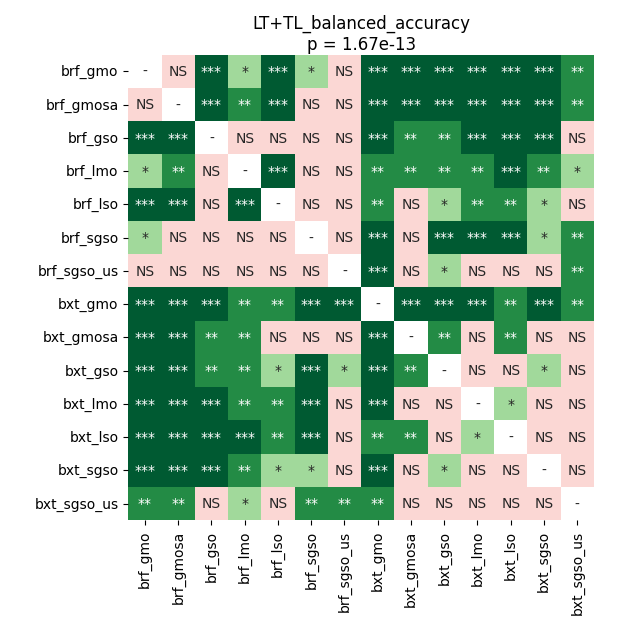 LT+TL_balanced_accuracy
p = 1.67e-13
brf_gmo - NS *** * *** * NS *** *** *** *** *** *** **
brf_gmosa NS - *** ** *** NS NS *** *** *** *** *** *** **
brf_gso *** *** - NS NS NS NS *** ** ** *** *** *** NS
brf_lmo * ** NS - *** NS NS ** ** ** ** *** ** *
brf_lso *** *** NS *** - NS NS ** NS * ** ** * NS
brf_sgso * NS NS NS NS - NS *** NS *** *** *** * **
brf_sgso_us NS NS NS NS NS NS - *** NS * NS NS NS **
bxt_gmo *** *** *** ** ** *** *** - *** *** *** ** *** **
bxt_gmosa *** *** ** ** NS NS NS *** - ** NS ** NS NS
bxt_gso *** *** ** ** * *** * *** ** - NS NS * NS
bxt_lmo *** *** *** ** ** *** NS *** NS NS - * NS NS
bxt_lso *** *** *** *** ** *** NS ** ** NS * - NS NS
bxt_sgso *** *** *** ** * * NS *** NS * NS NS - NS
bxt_sgso_us ** ** NS * NS ** ** ** NS NS NS NS NS -
brf_gmo
brf_gmosa
brf_gso
brf_lmo
brf_lso
brf_sgso
brf_sgso_us
bxt_gmo
bxt_gmosa
bxt_gso
bxt_lmo
bxt_lso
bxt_sgso
bxt_sgso_us